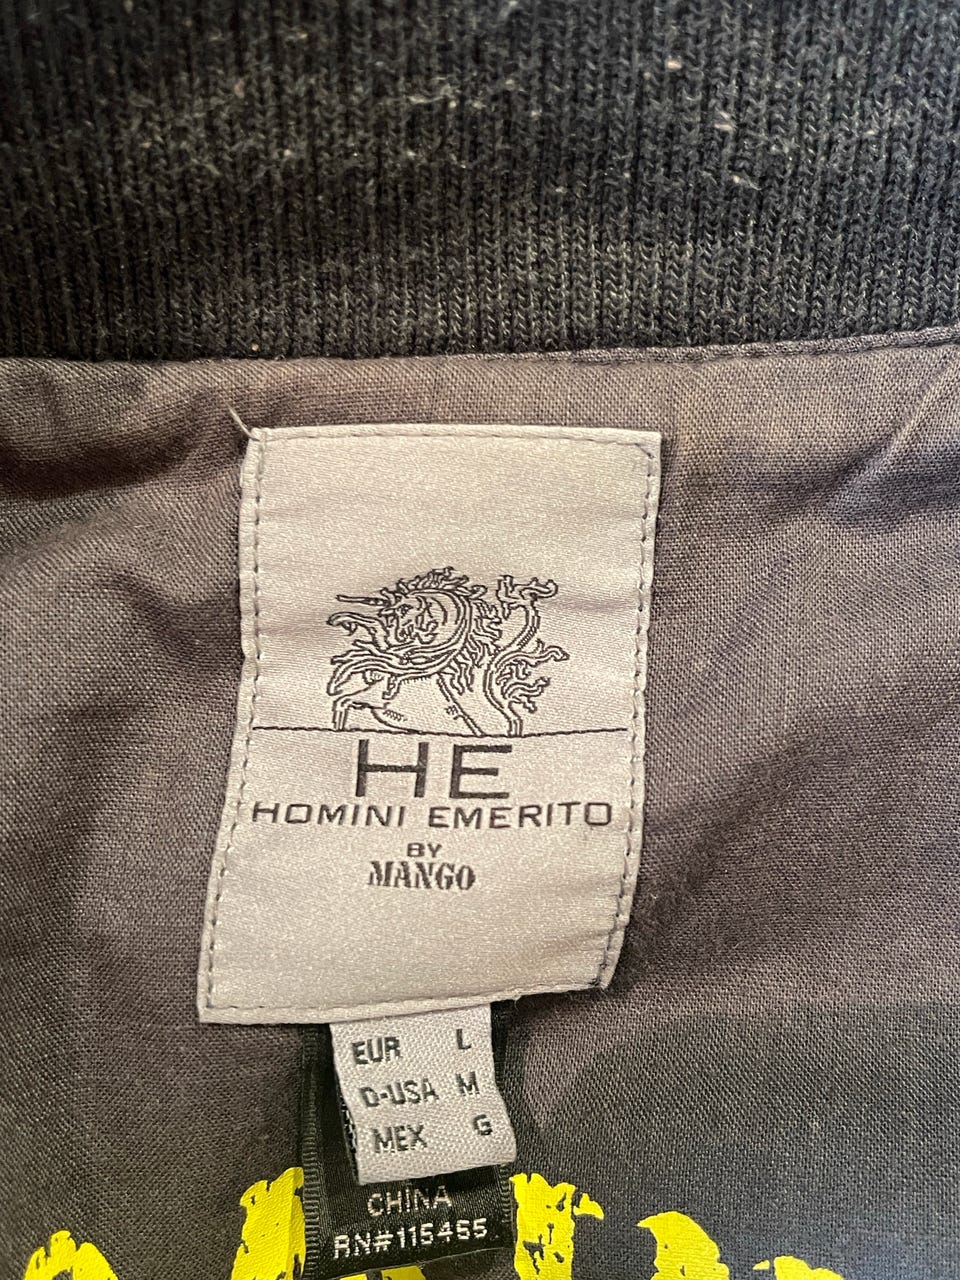 HE
HOMINI EMERITO
BY
MANGO
EUR L
D-USA M
MEX G
CHINA
RN#115455